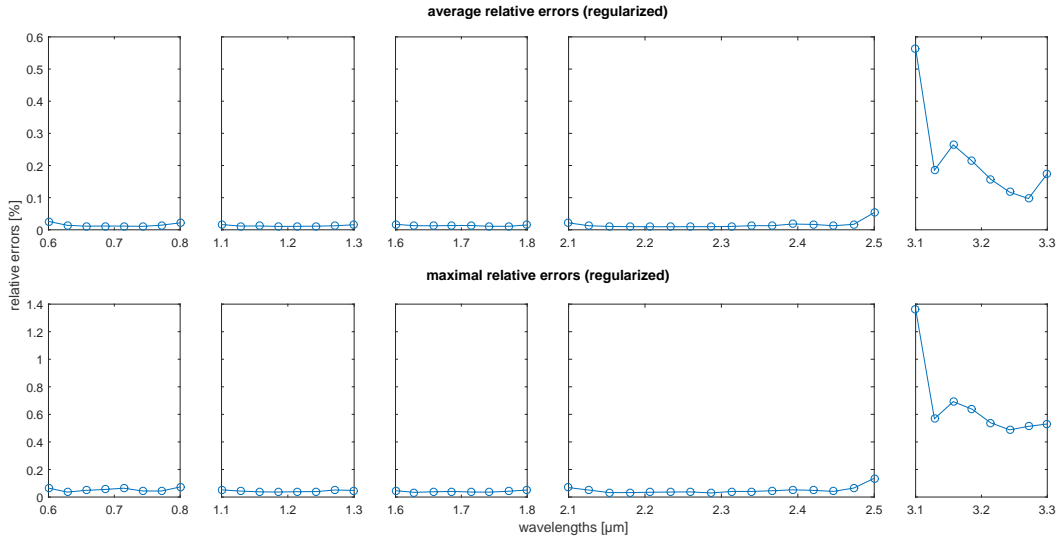 average relative errors (regularized)
0.6
0.5
0.4
0.3
0.2
0.1
0
0.6 0.7 0.8 1.1 1.2 1.3 1.6 1.7 1.8 2.1 2.2 2.3 2.4 2.5 3.1 3.2 3.3
relative errors [%]
maximal relative errors (regularized)
1.4
1.2
1
0.8
0.6
0.4
0.2
0
0.6 0.7 0.8 1.1 1.2 1.3 1.6 1.7 1.8 2.1 2.2 2.3 2.4 2.5 3.1 3.2 3.3
wavelengths [µm]